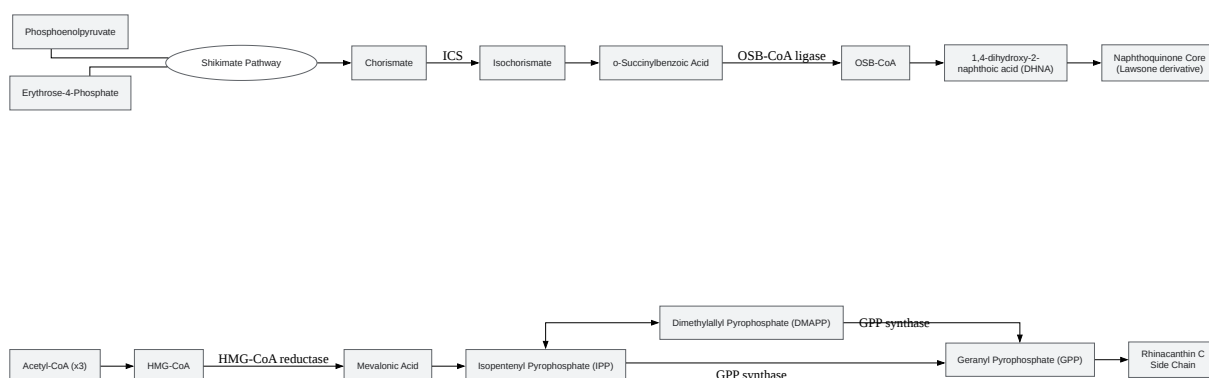 Phosphoenolpyruvate
Erythrose-4-Phosphate
Shikimate Pathway
Chorismate
ICS
Isochorismate
o-Succinylbenzoic Acid
OSB-CoA ligase
OSB-CoA
1,4-dihydroxy-2-
naphthoic acid (DHNA)
Naphthoquinone Core
(Lawsone derivative)
Acetyl-CoA (x3)
HMG-CoA
HMG-CoA reductase
Mevalonic Acid
Isopentenyl Pyrophosphate (IPP)
Dimethylallyl Pyrophosphate (DMAPP)
GPP synthase
GPP synthase
Geranyl Pyrophosphate (GPP)
Rhinacanthin C
Side Chain